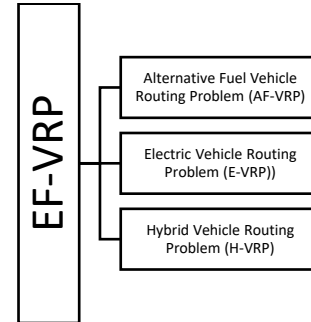 EF-VRP
Alternative Fuel Vehicle
Routing Problem (AF-VRP)
Electric Vehicle Routing
Problem (E-VRP))
Hybrid Vehicle Routing
Problem (H-VRP)